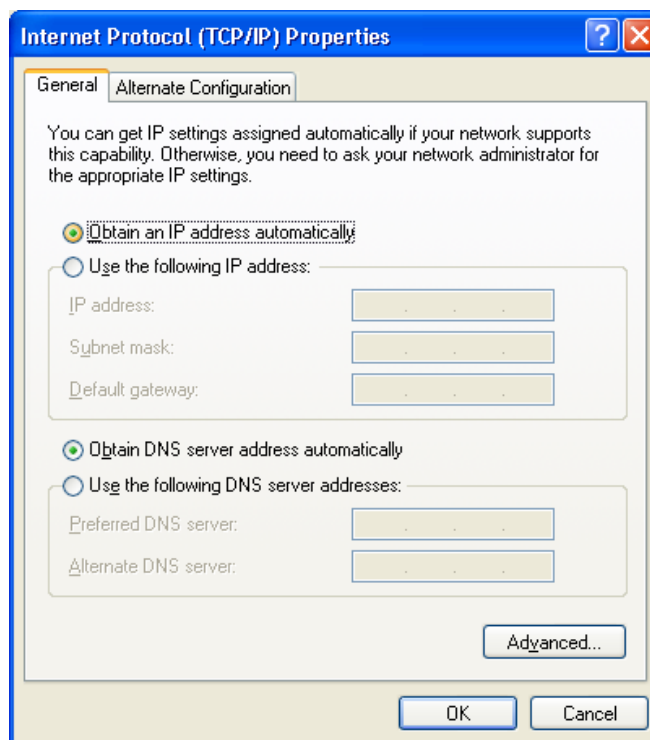 Internet Protocol (TCP/IP) Properties
General
Alternate Configuration
You can get IP settings assigned automatically if your network supports
this capability. Otherwise, you need to ask your network administrator for
the appropriate IP settings.
Obtain an IP address automatically
Use the following IP address:
IP address:
Subnet mask:
Default gateway:
Obtain DNS server address automatically
Use the following DNS server addresses:
Preferred DNS server:
Alternate DNS server:
Advanced...
OK
Cancel